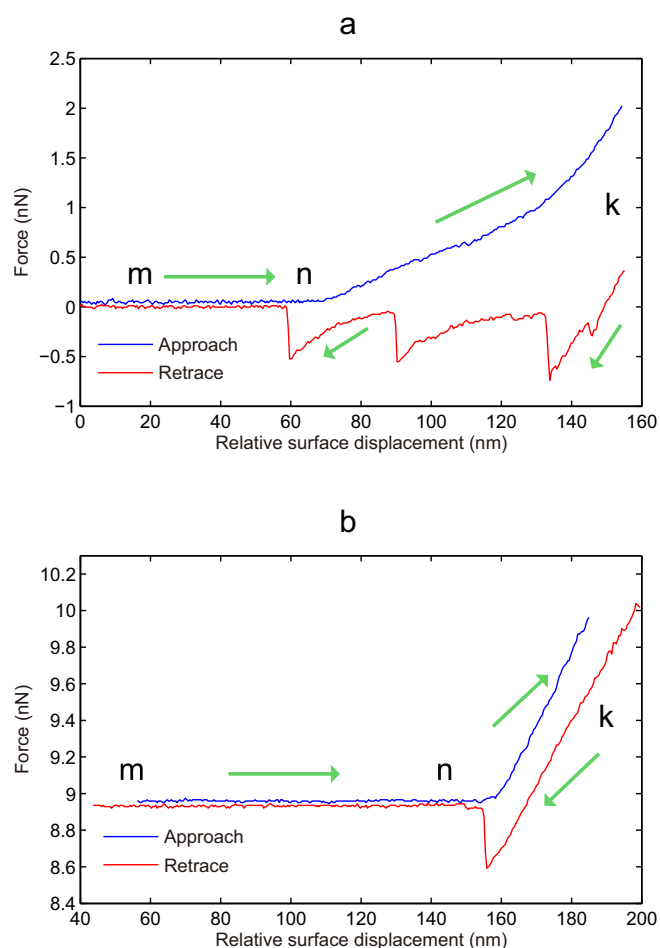 a
2.5
2
1.5
1
0.5
0
−0.5
−1
Force (nN)
m
n
k
Approach
Retrace
0 20 40 60 80 100 120 140 160
Relative surface displacement (nm)
b
10.2
10
9.8
9.6
9.4
9.2
9
8.8
8.6
8.4
Force (nN)
m
n
k
Approach
Retrace
40 60 80 100 120 140 160 180 200
Relative surface displacement (nm)